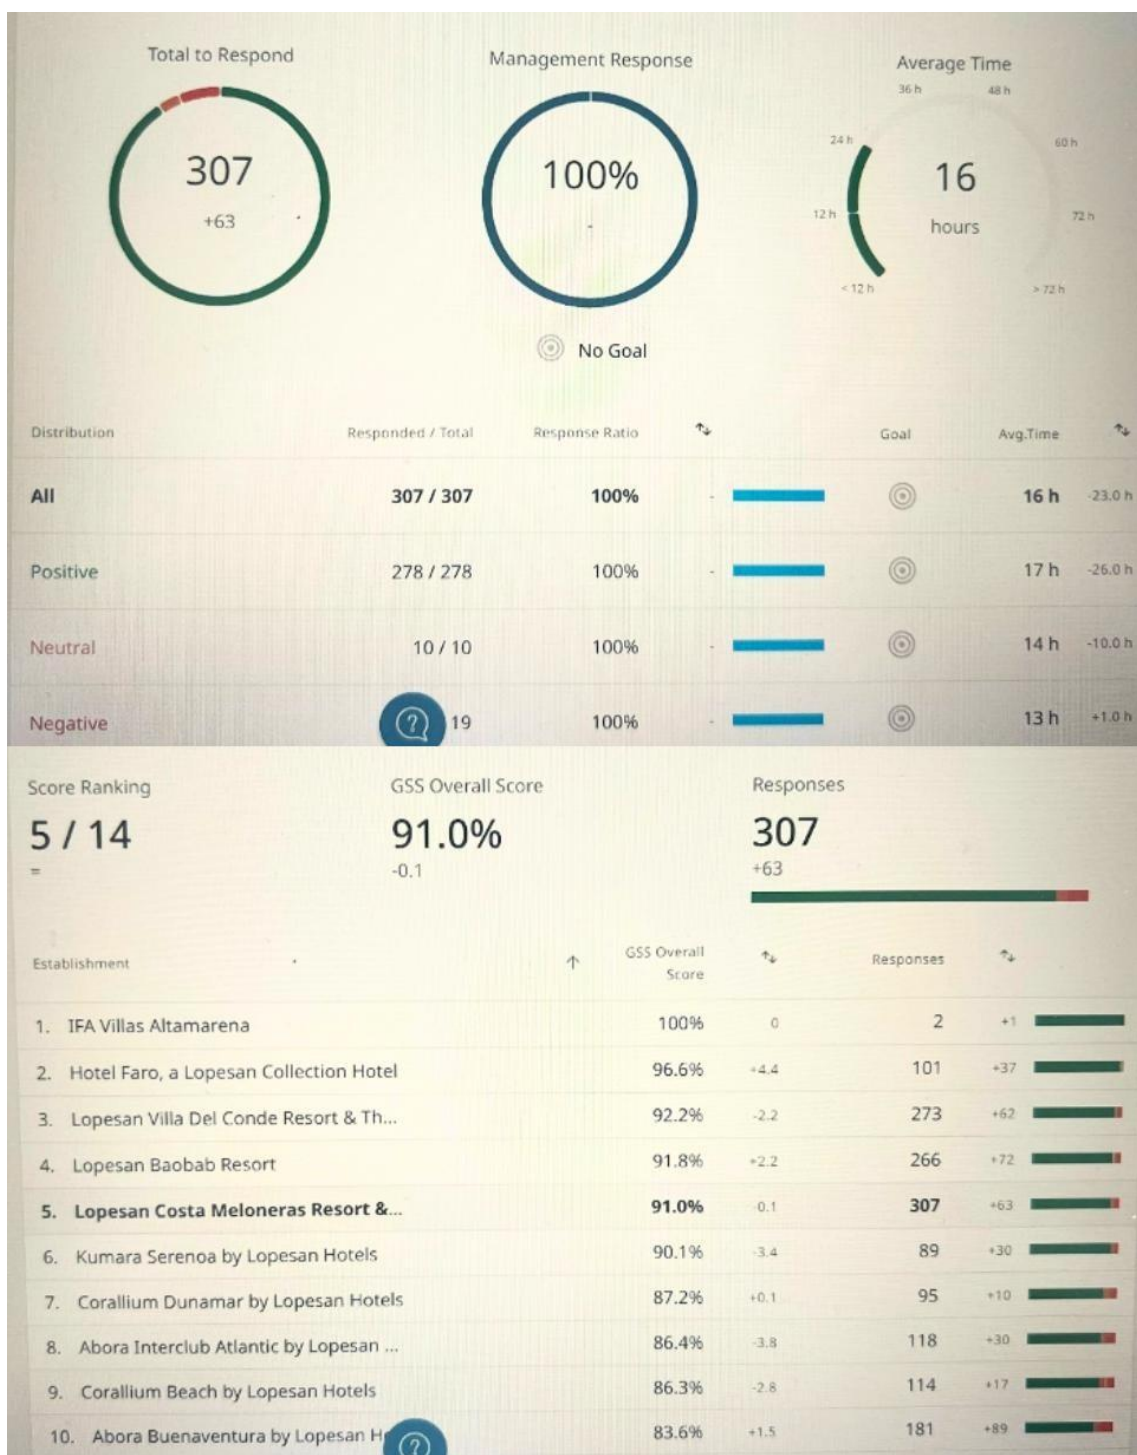 Total to Respond
Management Response
Average Time
36 h
48 h
24 h
60 h
307
100%
16
+63
-
hours
12 h
72 h
< 12 h
> 72 h
No Goal
Distribution Responded / Total Response Ratio Goal Avg.Time
All 307 / 307 100% - 16 h -23.0 h
Positive 278 / 278 100% - 17 h -26.0 h
Neutral 10 / 10 100% - 14 h -10.0 h
Negative ? 19 100% - 13 h +1.0 h
Score Ranking GSS Overall Score Responses
5 / 14 91.0% 307
= -0.1 +63
Establishment GSS Overall Score Responses
1. IFA Villas Altamarena 100% 0 2 +1
2. Hotel Faro, a Lopesan Collection Hotel 96.6% +4.4 101 +37
3. Lopesan Villa Del Conde Resort & Th... 92.2% -2.2 273 +62
4. Lopesan Baobab Resort 91.8% +2.2 266 +72
5. Lopesan Costa Meloneras Resort &... 91.0% -0.1 307 +63
6. Kumara Serenoa by Lopesan Hotels 90.1% -3.4 89 +30
7. Corallium Dunamar by Lopesan Hotels 87.2% +0.1 95 +10
8. Abora Interclub Atlantic by Lopesan ... 86.4% -3.8 118 +30
9. Corallium Beach by Lopesan Hotels 86.3% -2.8 114 +17
10. Abora Buenaventura by Lopesan ? 83.6% +1.5 181 +89